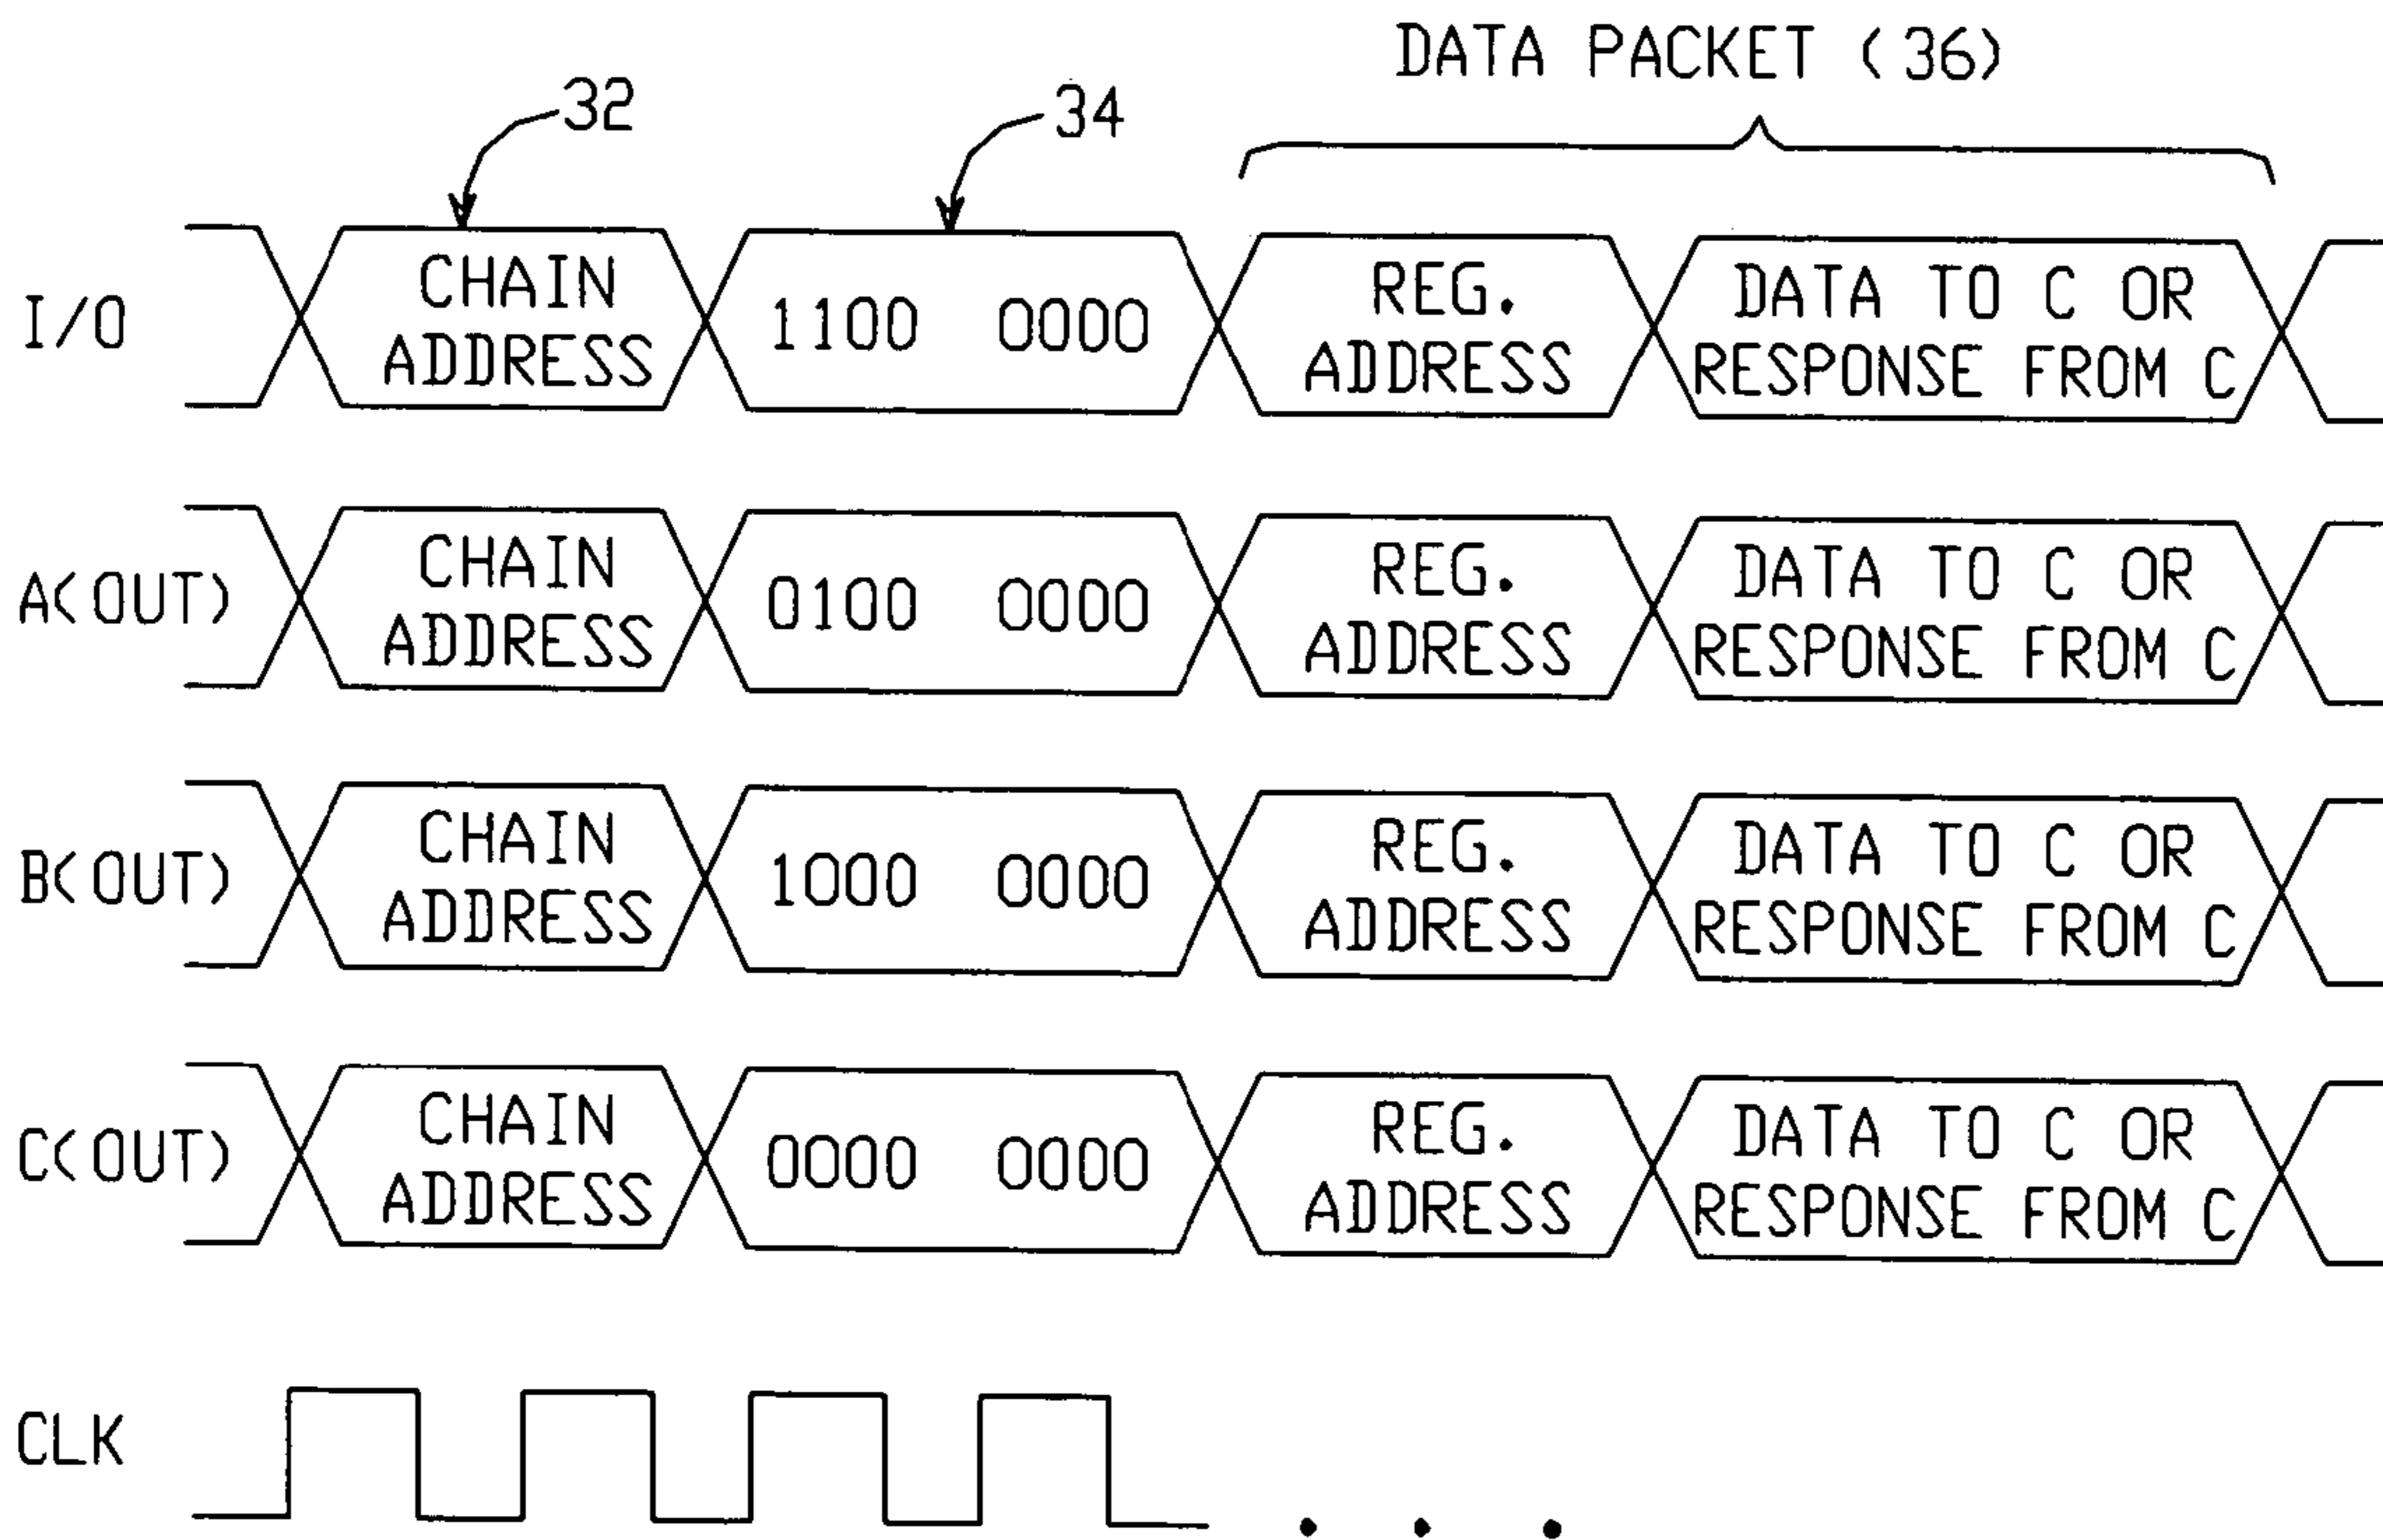 DATA PACKET (36)
32
34
I/O
CHAIN
ADDRESS
1100 0000
REG.
ADDRESS
DATA TO C OR
RESPONSE FROM C
A(OUT)
CHAIN
ADDRESS
0100 0000
REG.
ADDRESS
DATA TO C OR
RESPONSE FROM C
B(OUT)
CHAIN
ADDRESS
1000 0000
REG.
ADDRESS
DATA TO C OR
RESPONSE FROM C
C(OUT)
CHAIN
ADDRESS
0000 0000
REG.
ADDRESS
DATA TO C OR
RESPONSE FROM C
CLK
. . .